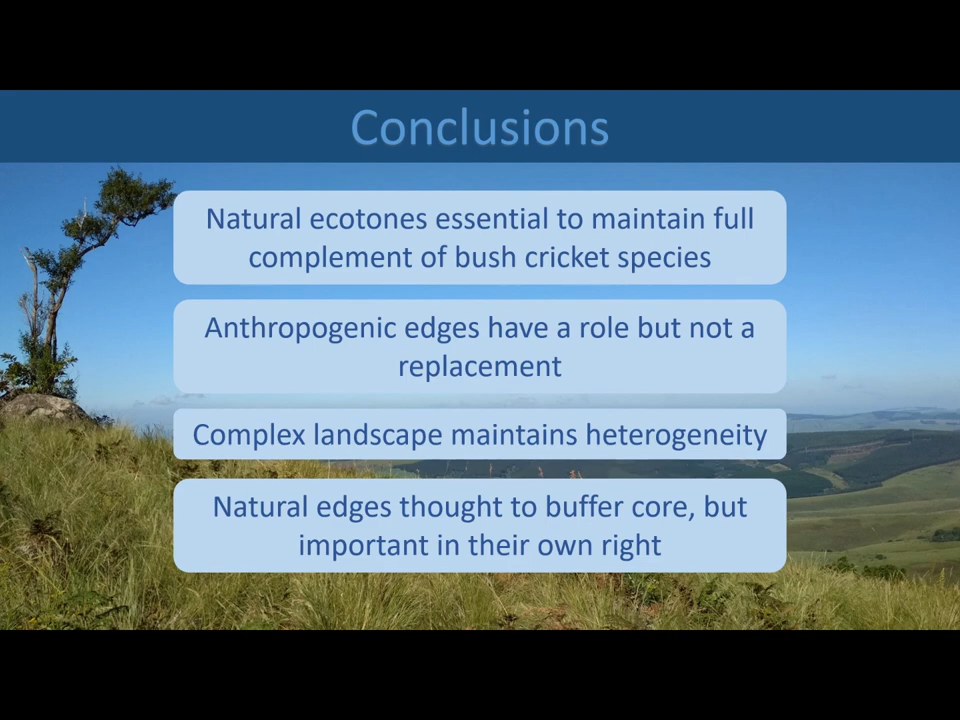 Conclusions
Natural ecotones essential to maintain full
complement of bush cricket species
Anthropogenic edges have a role but not a
replacement
Complex landscape maintains heterogeneity
Natural edges thought to buffer core, but
important in their own right